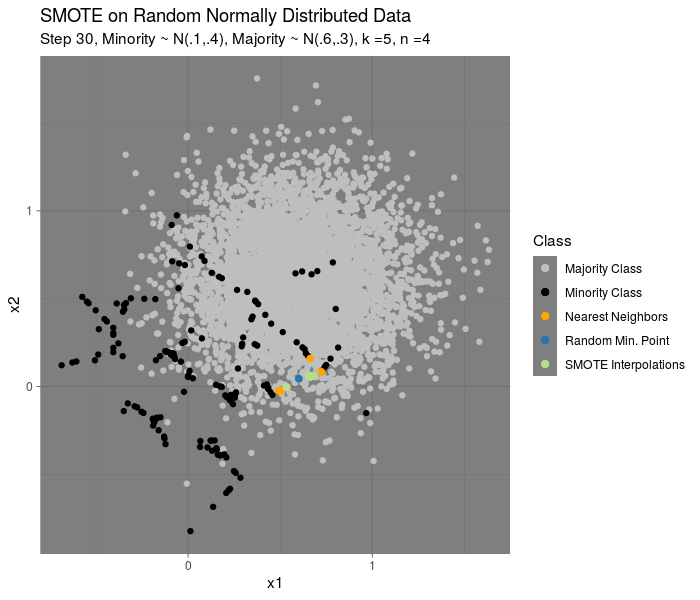 SMOTE on Random Normally Distributed Data
Step 30, Minority ~ N(.1,.4), Majority ~ N(.6,.3), k =5, n =4
x2
1
0
0
1
x1
Class
Majority Class
Minority Class
Nearest Neighbors
Random Min. Point
SMOTE Interpolations